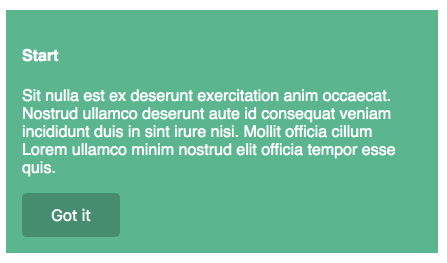 Start
Sit nulla est ex deserunt exercitation anim occaecat.
Nostrud ullamco deserunt aute id consequat veniam
incididunt duis in sint irure nisi. Mollit officia cillum
Lorem ullamco minim nostrud elit officia tempor esse
quis.
Got it